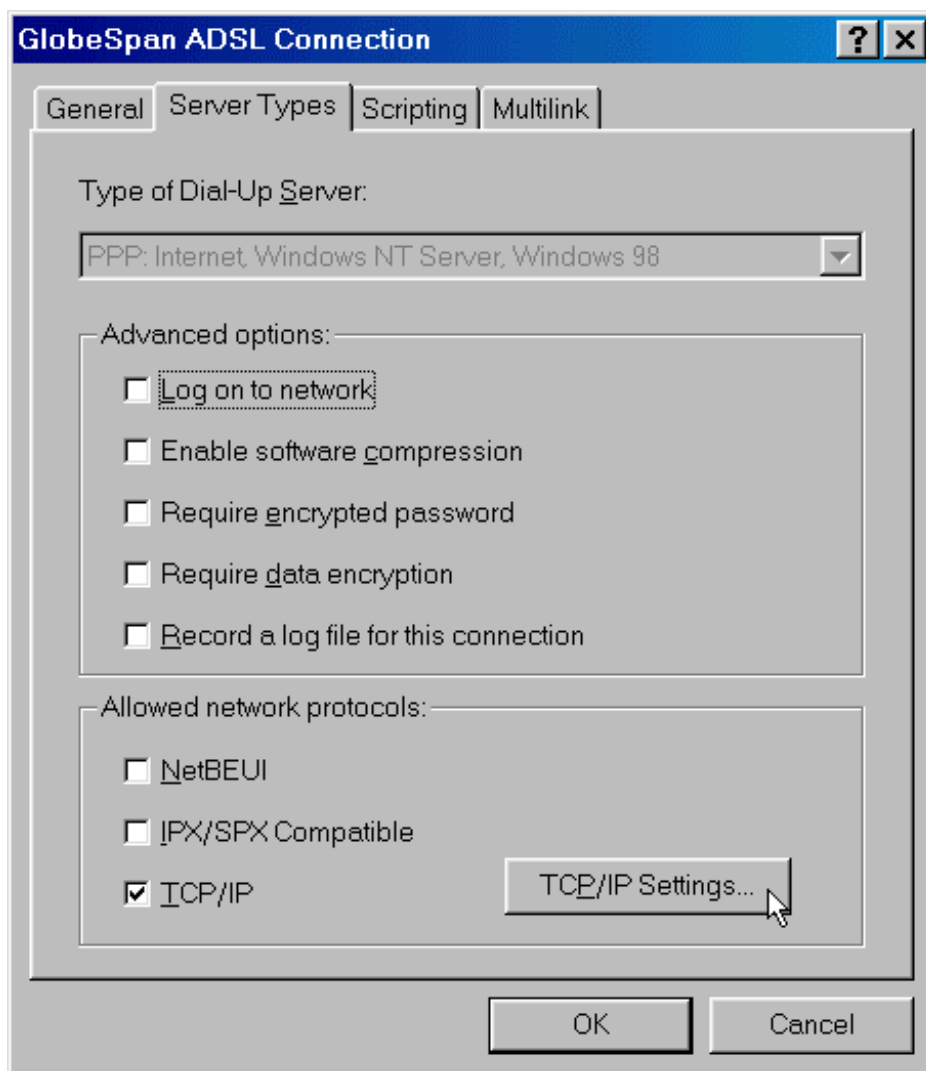 GlobeSpan ADSL Connection
General Server Types Scripting Multilink
Type of Dial-Up Server:
PPP: Internet, Windows NT Server, Windows 98
Advanced options:
Log on to network
Enable software compression
Require encrypted password
Require data encryption
Record a log file for this connection
Allowed network protocols:
NetBEUI
IPX/SPX Compatible
TCP/IP TCP/IP Settings...
OK Cancel